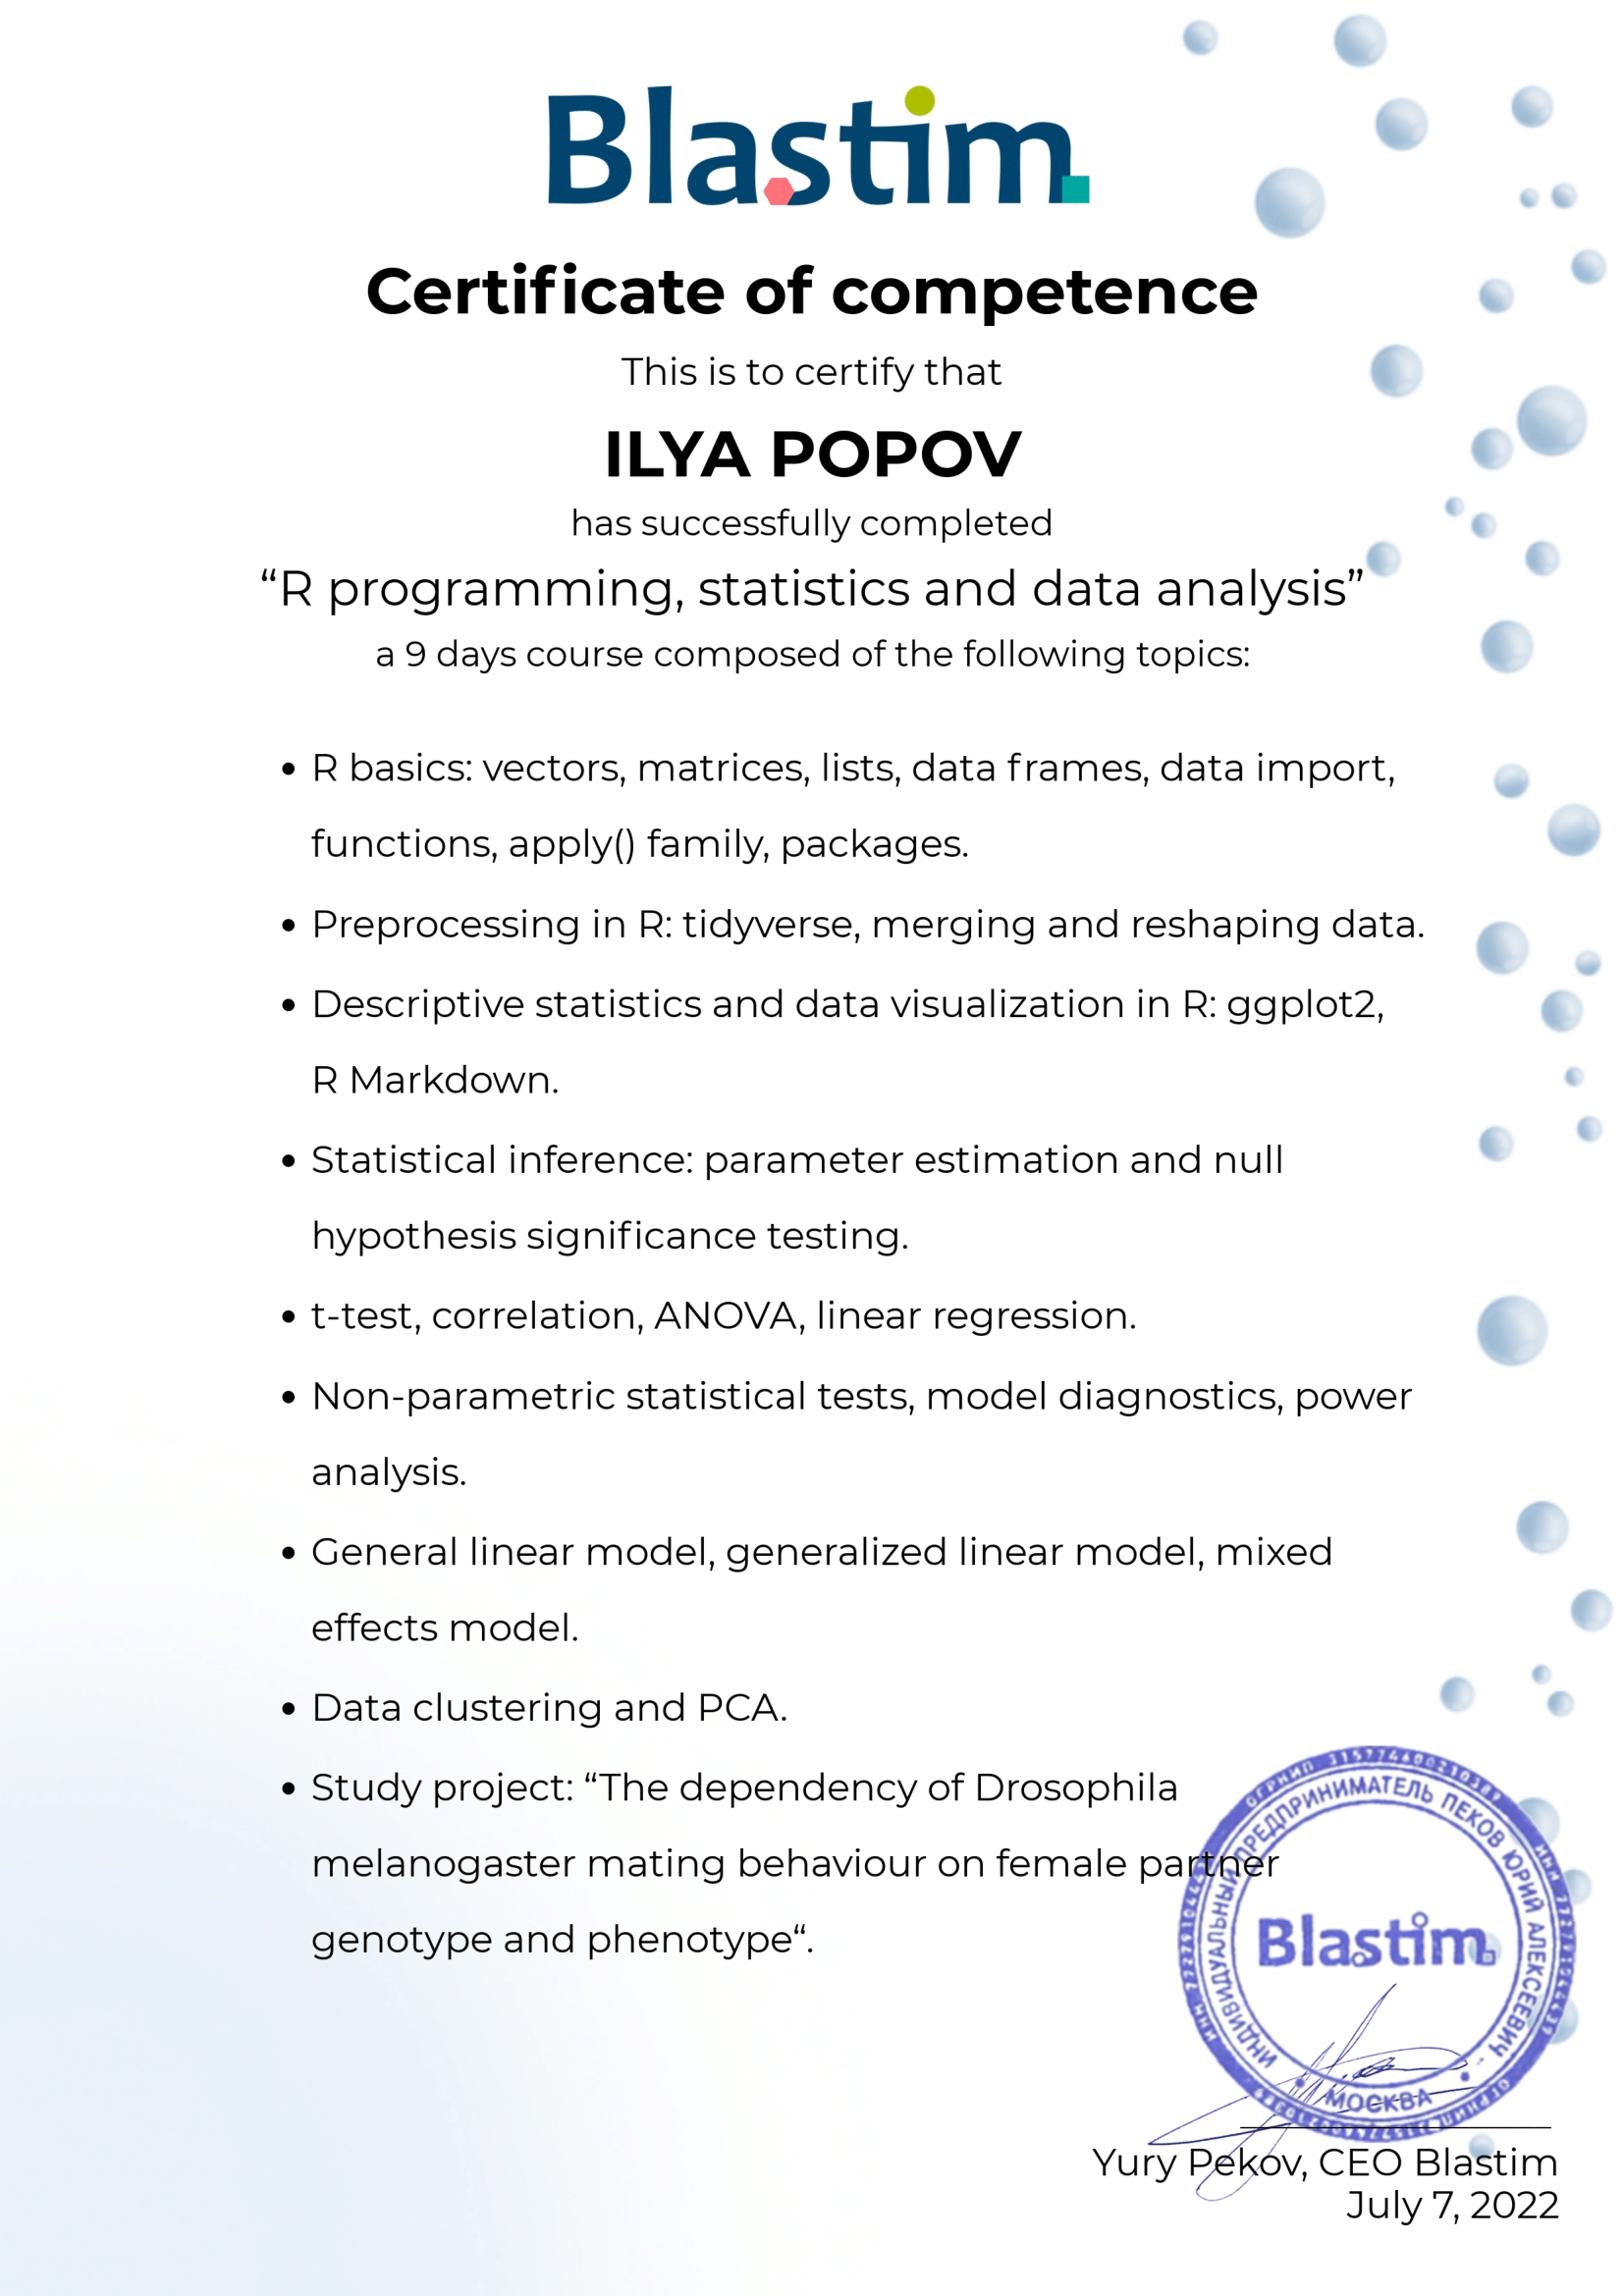 Blastim
Certificate of competence
This is to certify that
ILYA POPOV
has successfully completed
“R programming, statistics and data analysis”
a 9 days course composed of the following topics:
• R basics: vectors, matrices, lists, data frames, data import,
functions, apply() family, packages.
• Preprocessing in R: tidyverse, merging and reshaping data.
• Descriptive statistics and data visualization in R: ggplot2,
R Markdown.
• Statistical inference: parameter estimation and null
hypothesis significance testing.
• t-test, correlation, ANOVA, linear regression.
• Non-parametric statistical tests, model diagnostics, power
analysis.
• General linear model, generalized linear model, mixed
effects model.
• Data clustering and PCA.
• Study project: “The dependency of Drosophila
melanogaster mating behaviour on female partner
genotype and phenotype“.
ИНДИВИДУАЛЬНЫЙ ПРЕДПРИНИМАТЕЛЬ ПЕКОВ ЮРИЙ АЛЕКСЕЕВИЧ
Blastim
МОСКВА
Yury Pekov, CEO Blastim
July 7, 2022